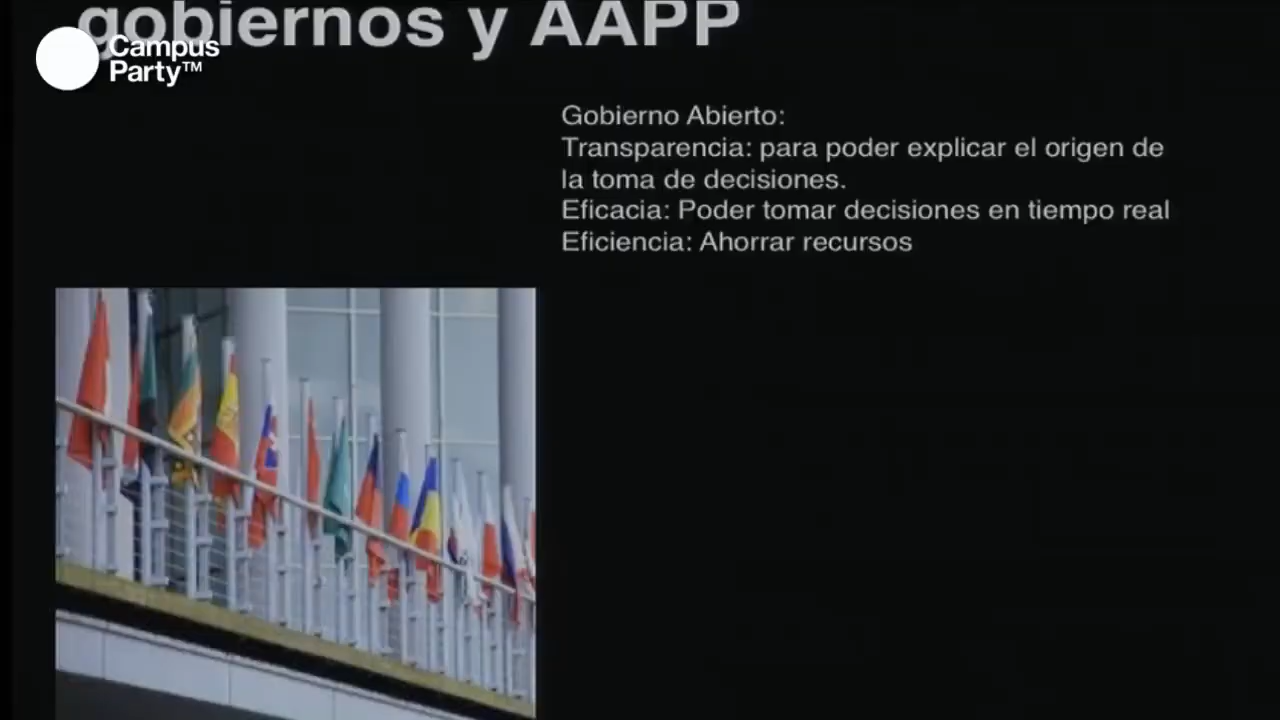 gobiernos y AAPP
Campus
Party™
Gobierno Abierto:
Transparencia: para poder explicar el origen de
la toma de decisiones.
Eficacia: Poder tomar decisiones en tiempo real
Eficiencia: Ahorrar recursos